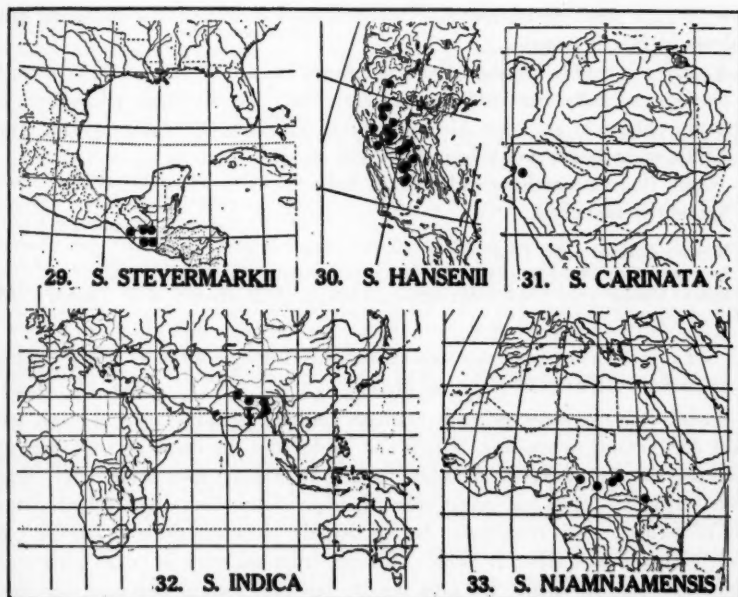 29. S. STEYERMARKII
30. S. HANSENII
31. S. CARINATA
32. S. INDICA
33. S. NJAMNJAMENSIS